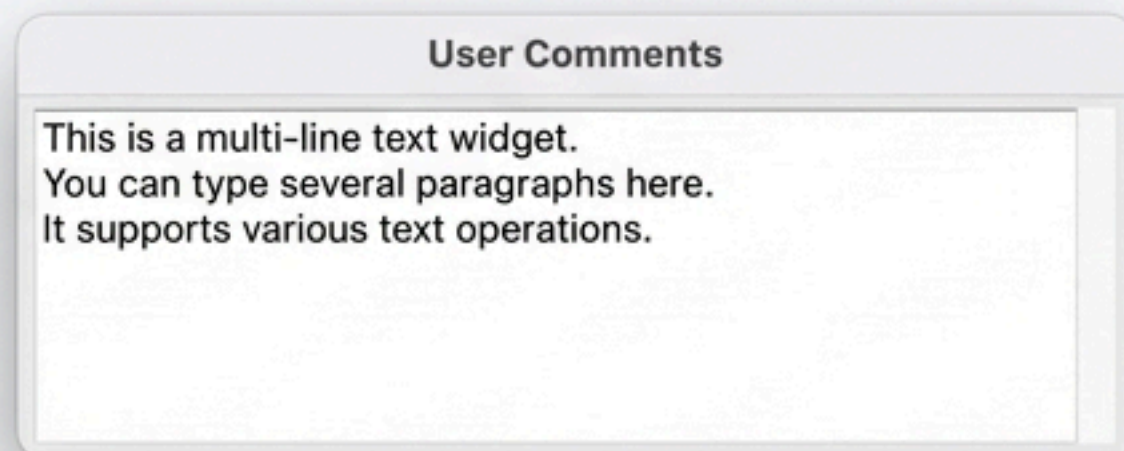 User Comments
This is a multi-line text widget.
You can type several paragraphs here.
It supports various text operations.